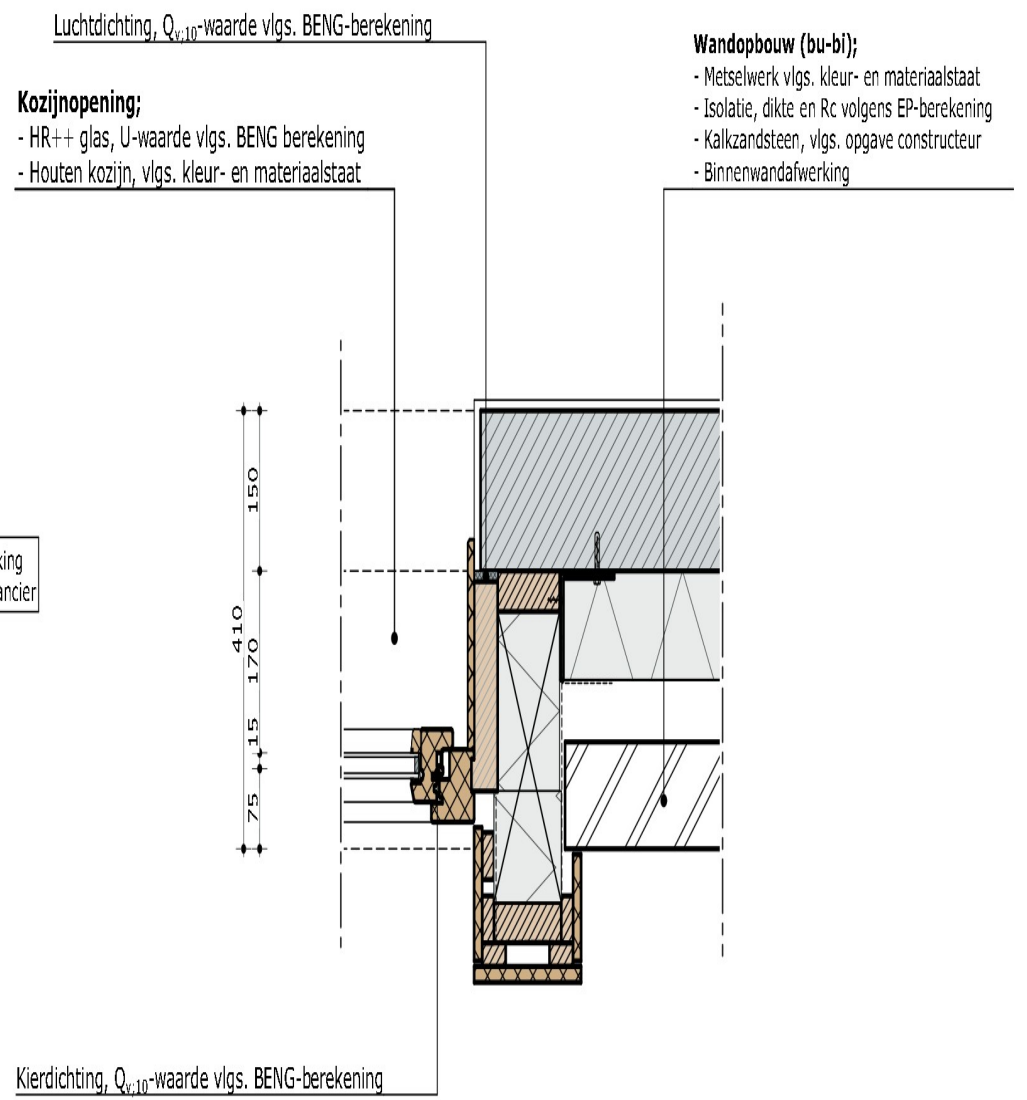 Luchtdichting, Qv;10-waarde vlgs. BENG-berekening
Kozijnopening;
- HR++ glas, U-waarde vlgs. BENG berekening
- Houten kozijn, vlgs. kleur- en materiaalstaat
Wandopbouw (bu-bi);
- Metselwerk vlgs. kleur- en materiaalstaat
- Isolatie, dikte en Rc volgens EP-berekening
- Kalkzandsteen, vlgs. opgave constructeur
- Binnenwandafwerking
150
410
170
15
75
Kierdichting, Qv;10-waarde vlgs. BENG-berekening